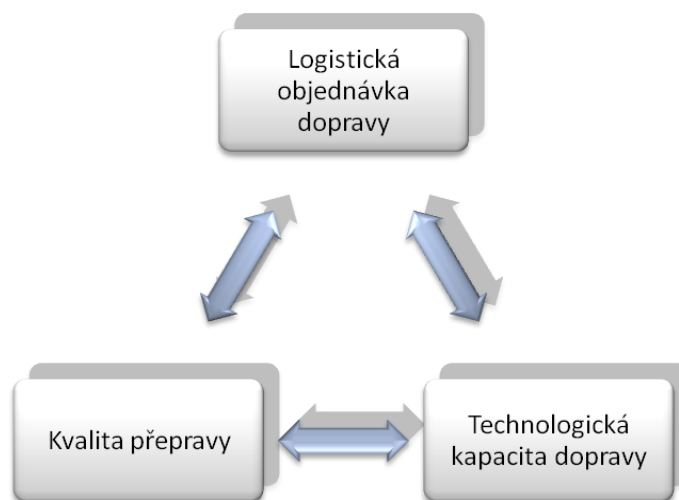 Logistická
objednávka
dopravy
Kvalita přepravy
Technologická
kapacita dopravy